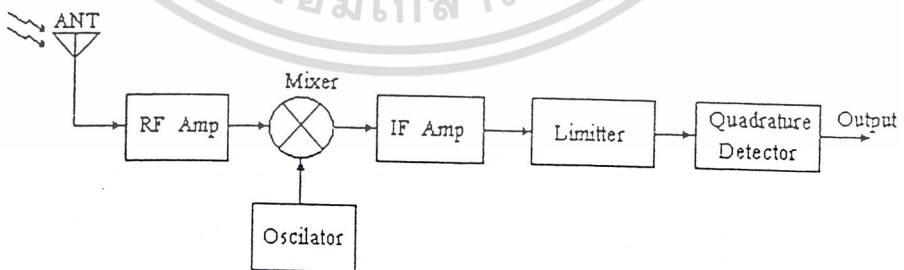 ANT
RF Amp
Mixer
IF Amp
Limitter
Quadrature
Detector
Output
Oscilator